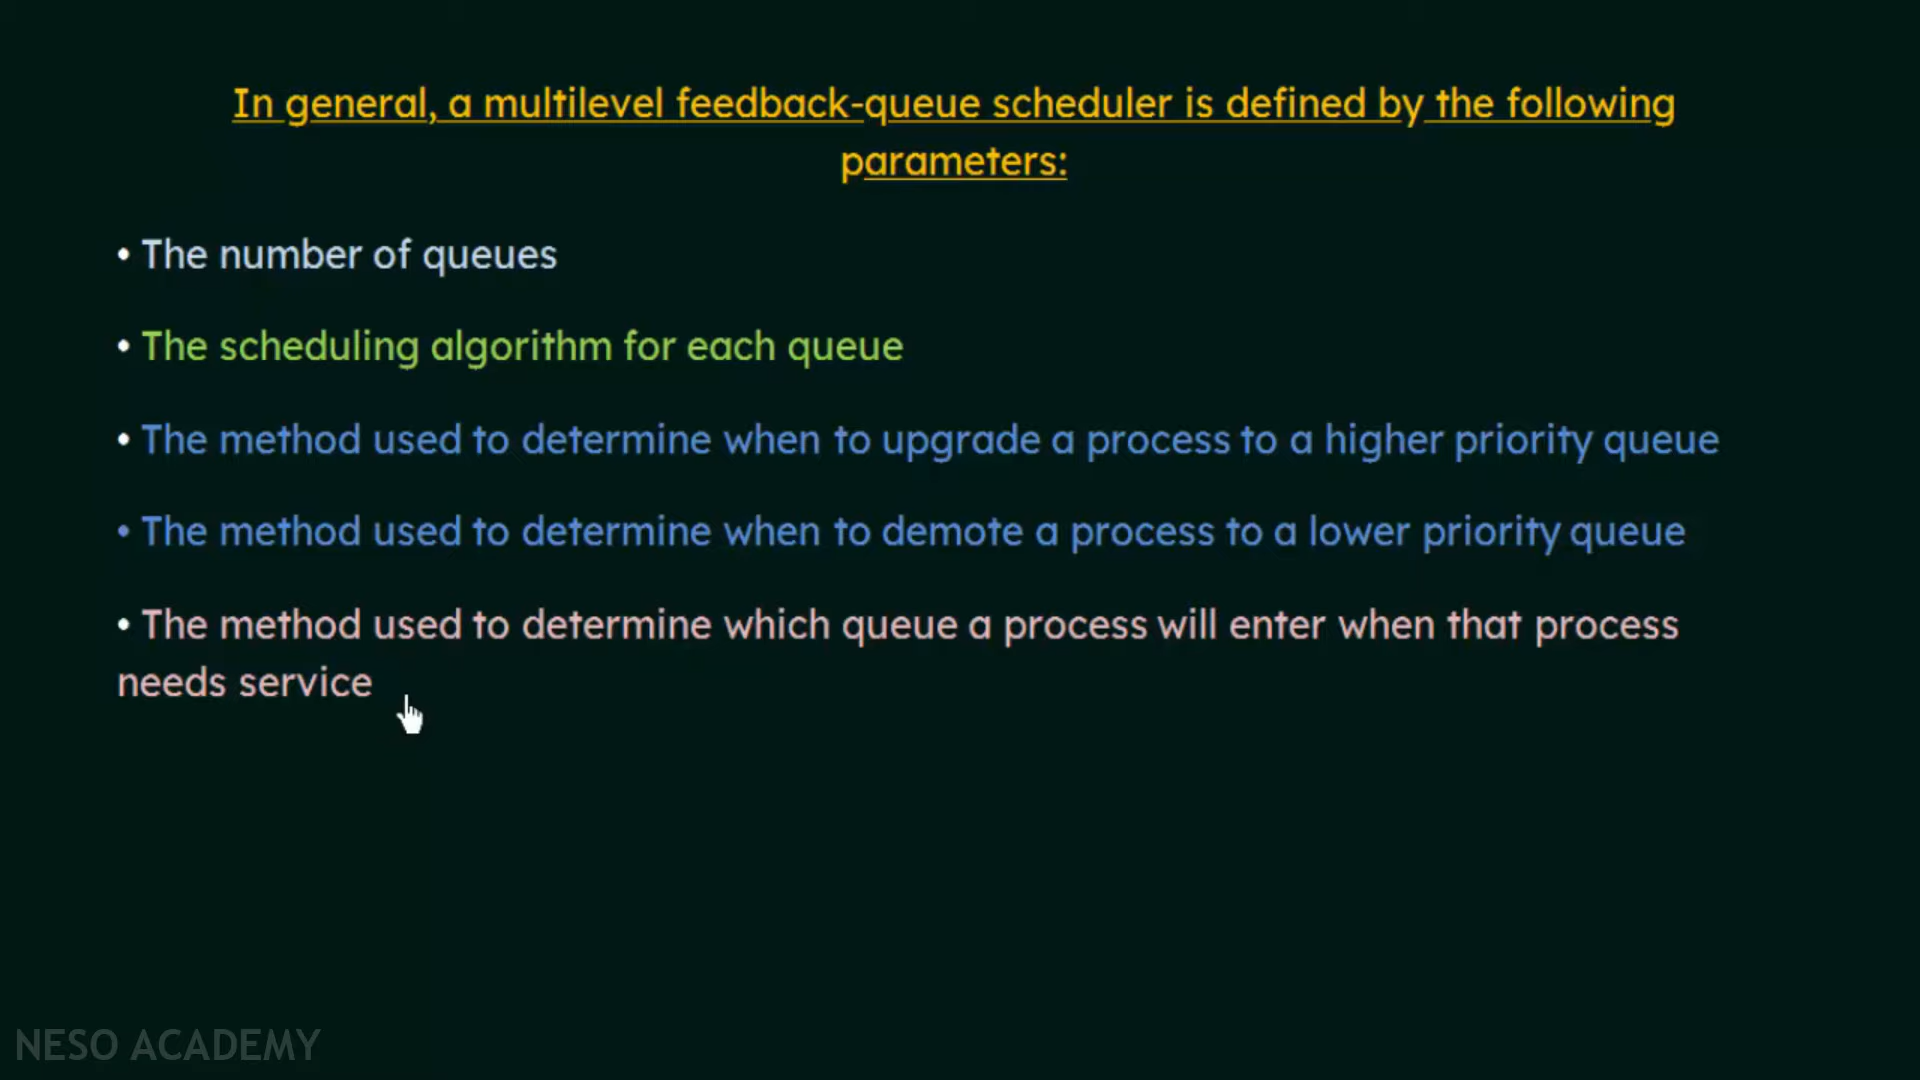 In general, a multilevel feedback-queue scheduler is defined by the following
parameters:
• The number of queues
• The scheduling algorithm for each queue
• The method used to determine when to upgrade a process to a higher priority queue
• The method used to determine when to demote a process to a lower priority queue
• The method used to determine which queue a process will enter when that process
needs service
NESO ACADEMY